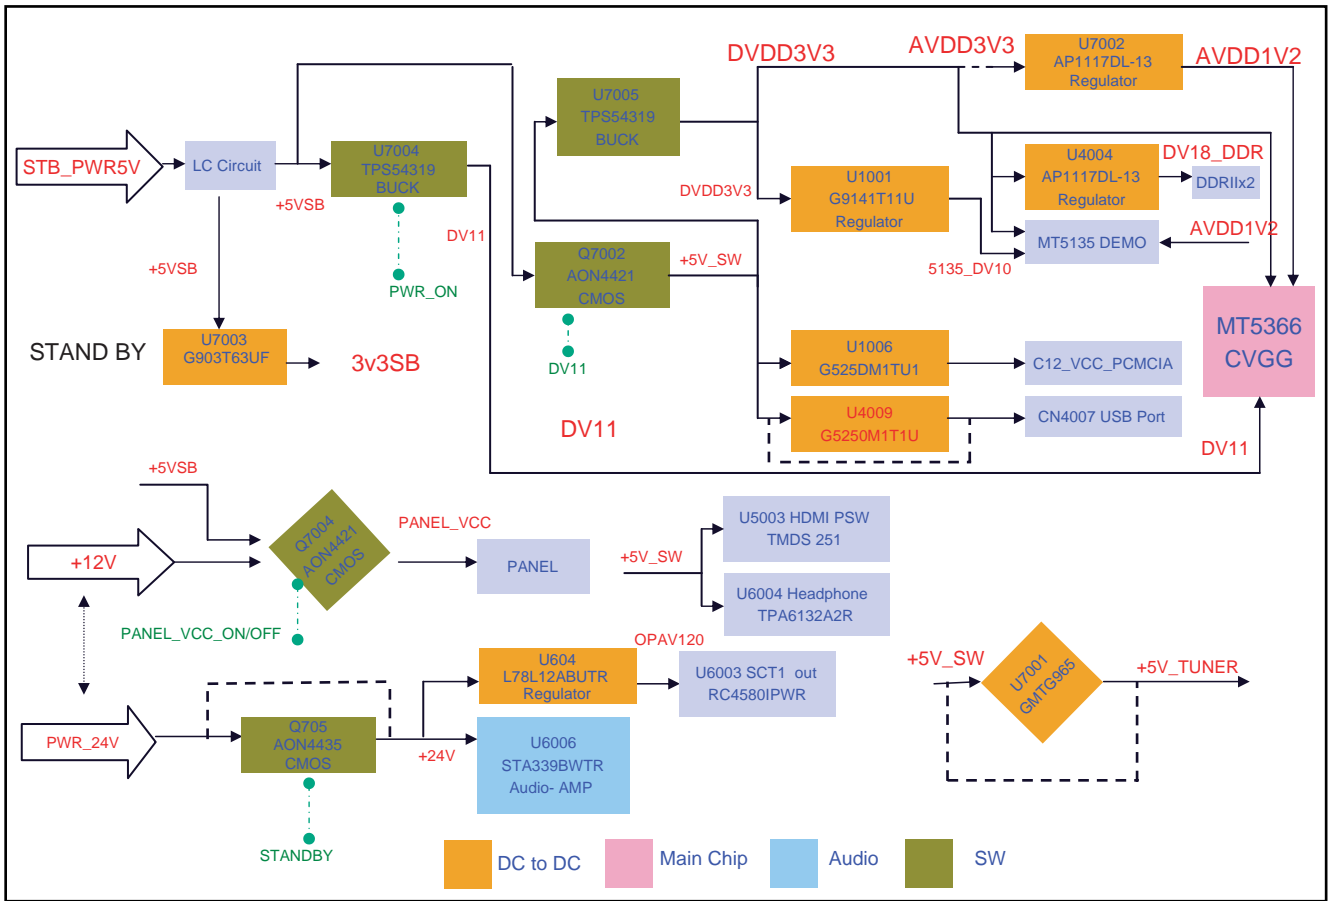 DVDD3V3
AVDD3V3
U7002
AP1117DL-13
Regulator
AVDD1V2
U7005
TPS54319
BUCK
STB_PWR5V
LC Circuit
+5VSB
U7004
TPS54319
BUCK
DV11
DVDD3V3
U1001
G9141T11U
Regulator
U4004
AP1117DL-13
Regulator
DV18_DDR
DDRIIx2
MT5135 DEMO
AVDD1V2
5135_DV10
+5VSB
PWR_ON
Q7002
AON4421
CMOS
+5V_SW
DV11
STAND BY
U7003
G903T63UF
3v3SB
U1006
G525DM1TU1
C12_VCC_PCMCIA
MT5366
CVGG
DV11
U4009
G5250M1T1U
CN4007 USB Port
DV11
+5VSB
+12V
Q7004
AON4421
CMOS
PANEL_VCC
PANEL
PANEL_VCC_ON/OFF
+5V_SW
U5003 HDMI PSW
TMDS 251
U6004 Headphone
TPA6132A2R
PWR_24V
Q705
AON4435
CMOS
STANDBY
+24V
U604
L78L12ABUTR
Regulator
OPAV120
U6003 SCT1 out
RC4580IPWR
U6006
STA339BWTR
Audio- AMP
+5V_SW
U7001
GMTG965
+5V_TUNER
DC to DC
Main Chip
Audio
SW